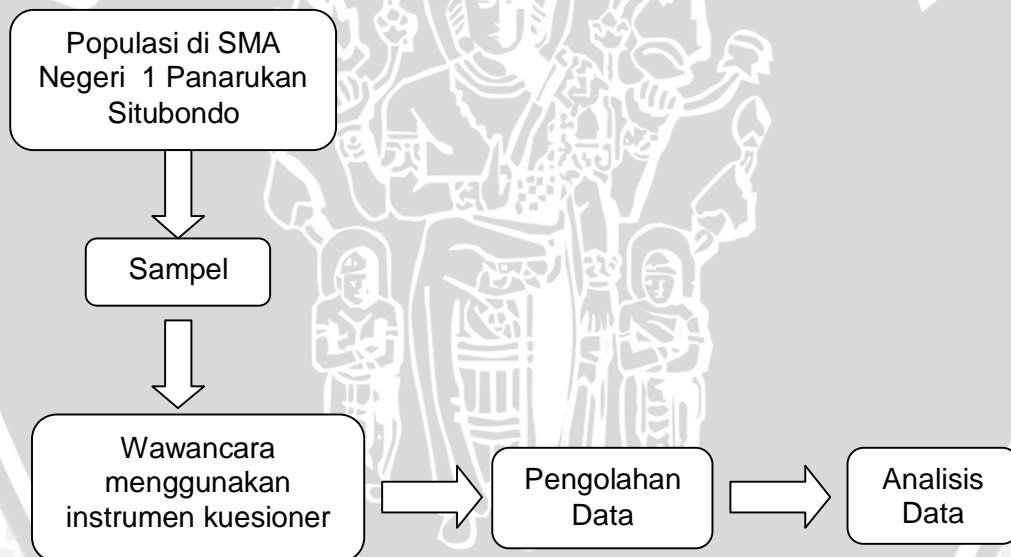 Populasi di SMA
Negeri 1 Panarukan
Situbondo
Sampel
Wawancara
menggunakan
instrumen kuesioner
Pengolahan
Data
Analisis
Data